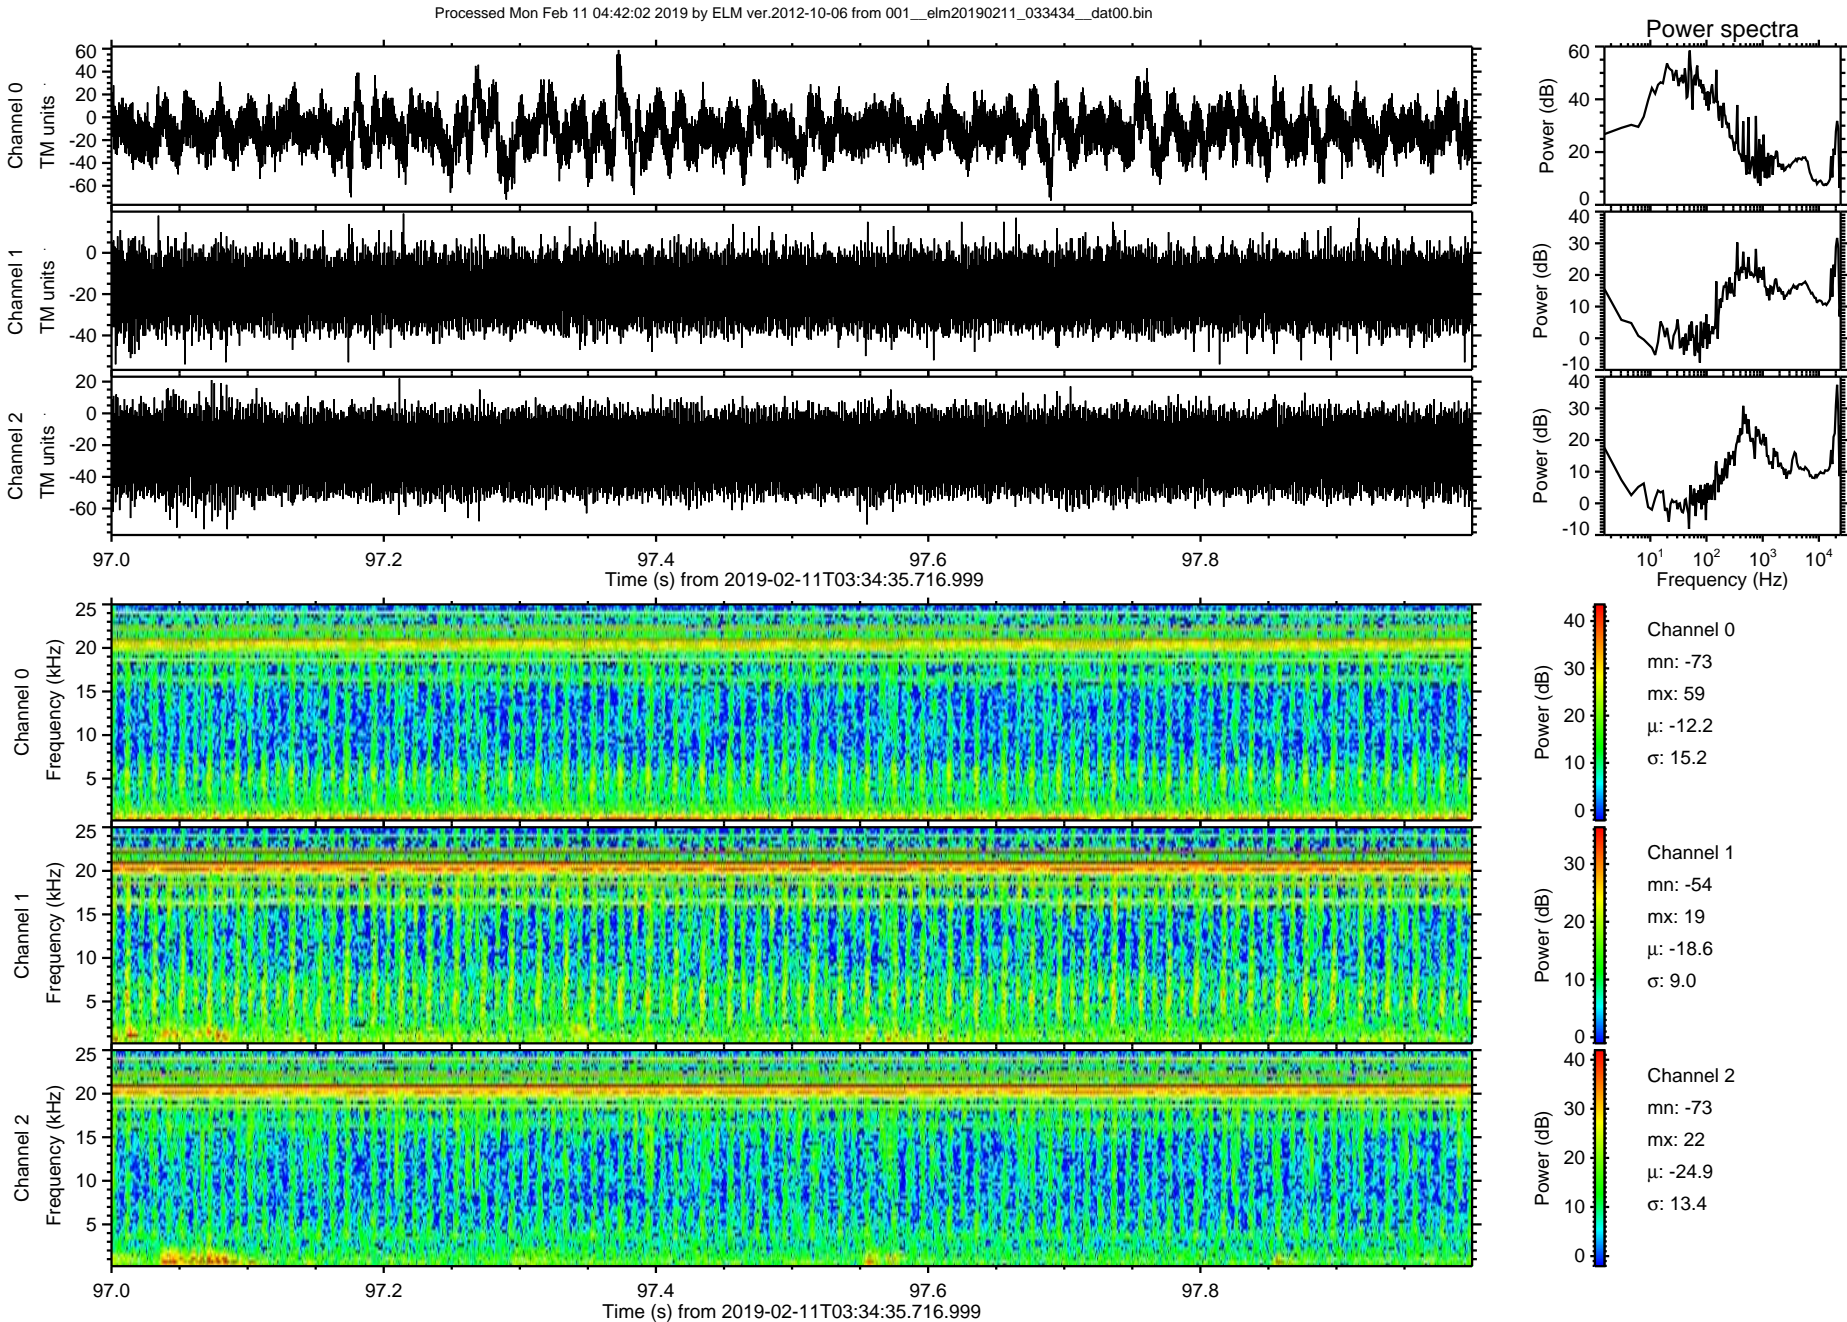 Processed Mon Feb 11 04:42:02 2019 by ELM ver.2012-10-06 from 001__elm20190211_033434__dat00.bin
Power spectra
Channel 0
TM units
60
40
20
0
-20
-40
-60
Power (dB)
60
40
20
0
Channel 1
TM units
0
-20
-40
Power (dB)
40
30
20
10
0
-10
Channel 2
TM units
20
0
-20
-40
-60
Power (dB)
40
30
20
10
0
-10
97.0 97.2 97.4 97.6 97.8
Time (s) from 2019-02-11T03:34:35.716.999
10^1 10^2 10^3 10^4
Frequency (Hz)
Channel 0
Frequency (kHz)
25
20
15
10
5
Power (dB)
40
30
20
10
0
Channel 0
mn: -73
mx: 59
μ: -12.2
σ: 15.2
Channel 1
Frequency (kHz)
25
20
15
10
5
Power (dB)
30
20
10
0
Channel 1
mn: -54
mx: 19
μ: -18.6
σ: 9.0
Channel 2
Frequency (kHz)
25
20
15
10
5
Power (dB)
40
30
20
10
0
Channel 2
mn: -73
mx: 22
μ: -24.9
σ: 13.4
97.0 97.2 97.4 97.6 97.8
Time (s) from 2019-02-11T03:34:35.716.999